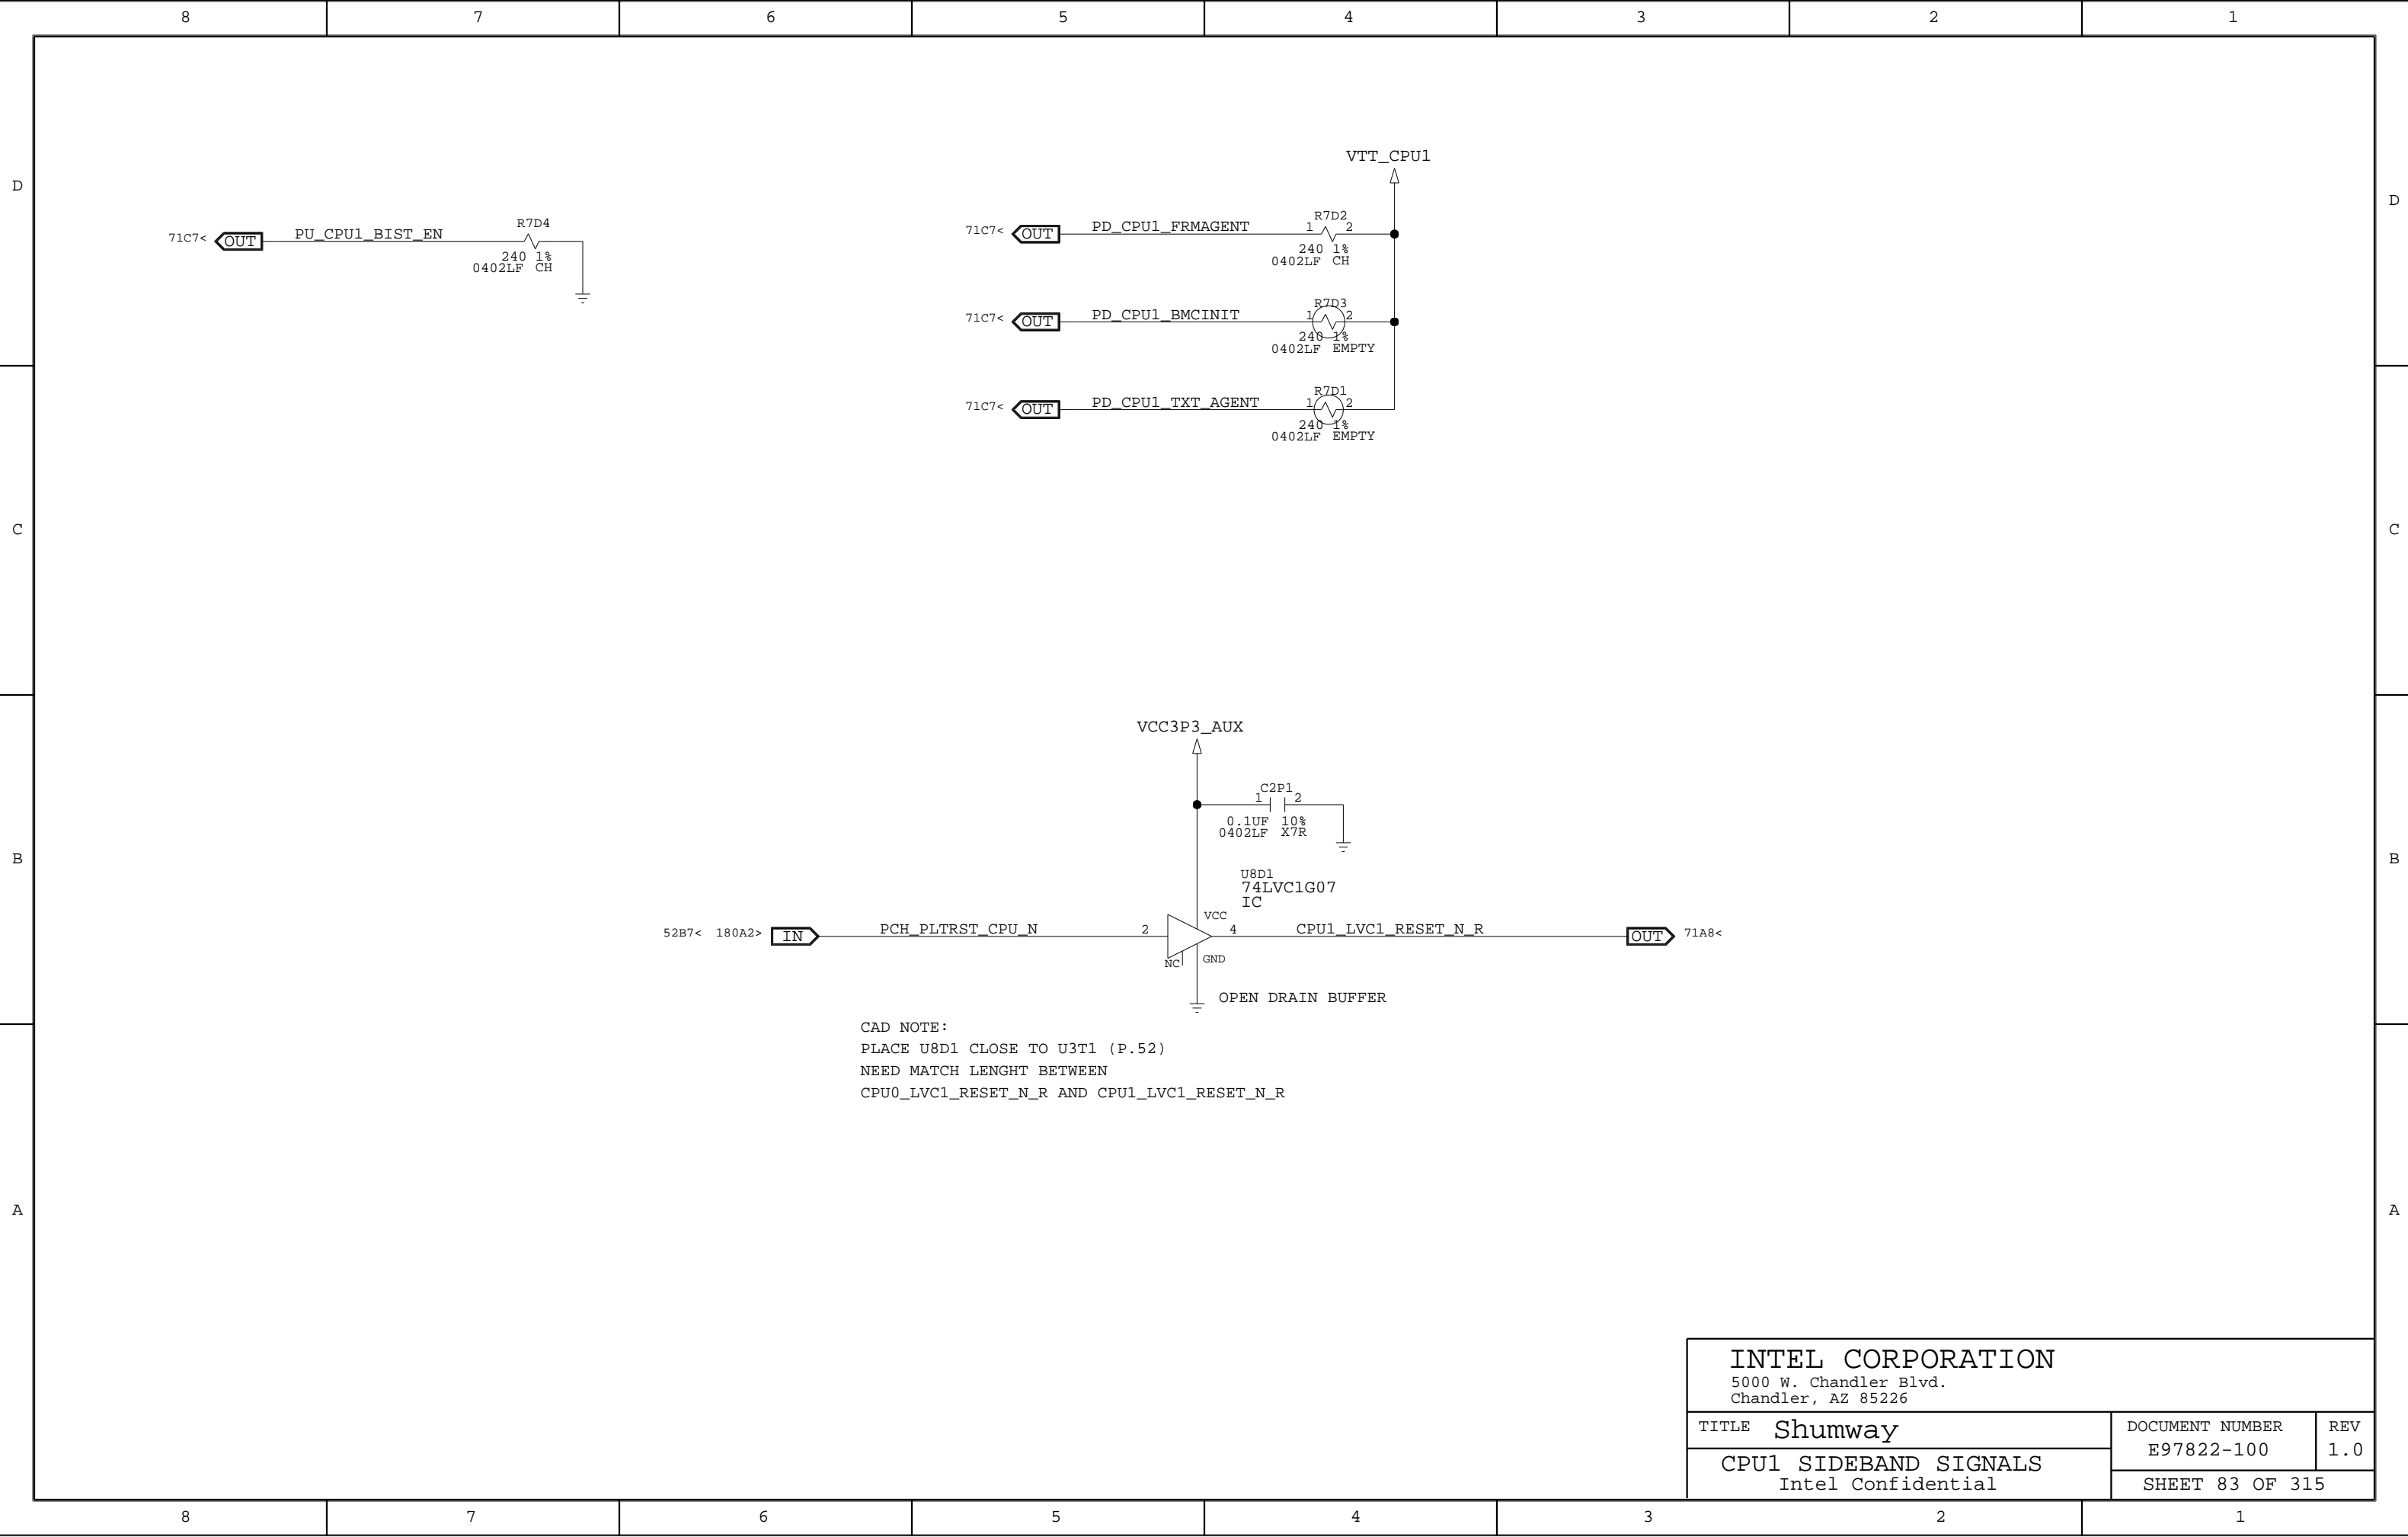 8 7 6 5 4 3 2 1
D
D
VTT_CPU1
71C7< OUT PU_CPU1_BIST_EN R7D4
240 1%
0402LF CH
71C7< OUT PD_CPU1_FRMAGENT 1 R7D2 2
240 1%
0402LF CH
71C7< OUT PD_CPU1_BMCINIT 1 R7D3 2
240 1%
0402LF EMPTY
71C7< OUT PD_CPU1_TXT_AGENT 1 R7D1 2
240 1%
0402LF EMPTY
C
C
VCC3P3_AUX
C2P1
1 2
0.1UF 10%
0402LF X7R
B
B
U8D1
74LVC1G07
IC
VCC
52B7< 180A2> IN PCH_PLTRST_CPU_N 2 4 CPU1_LVC1_RESET_N_R OUT 71A8<
NC GND
OPEN DRAIN BUFFER
CAD NOTE:
PLACE U8D1 CLOSE TO U3T1 (P.52)
NEED MATCH LENGHT BETWEEN
CPU0_LVC1_RESET_N_R AND CPU1_LVC1_RESET_N_R
A
A
INTEL CORPORATION
5000 W. Chandler Blvd.
Chandler, AZ 85226
TITLE Shumway
DOCUMENT NUMBER
E97822-100
REV
1.0
CPU1 SIDEBAND SIGNALS
Intel Confidential
SHEET 83 OF 315
8 7 6 5 4 3 2 1